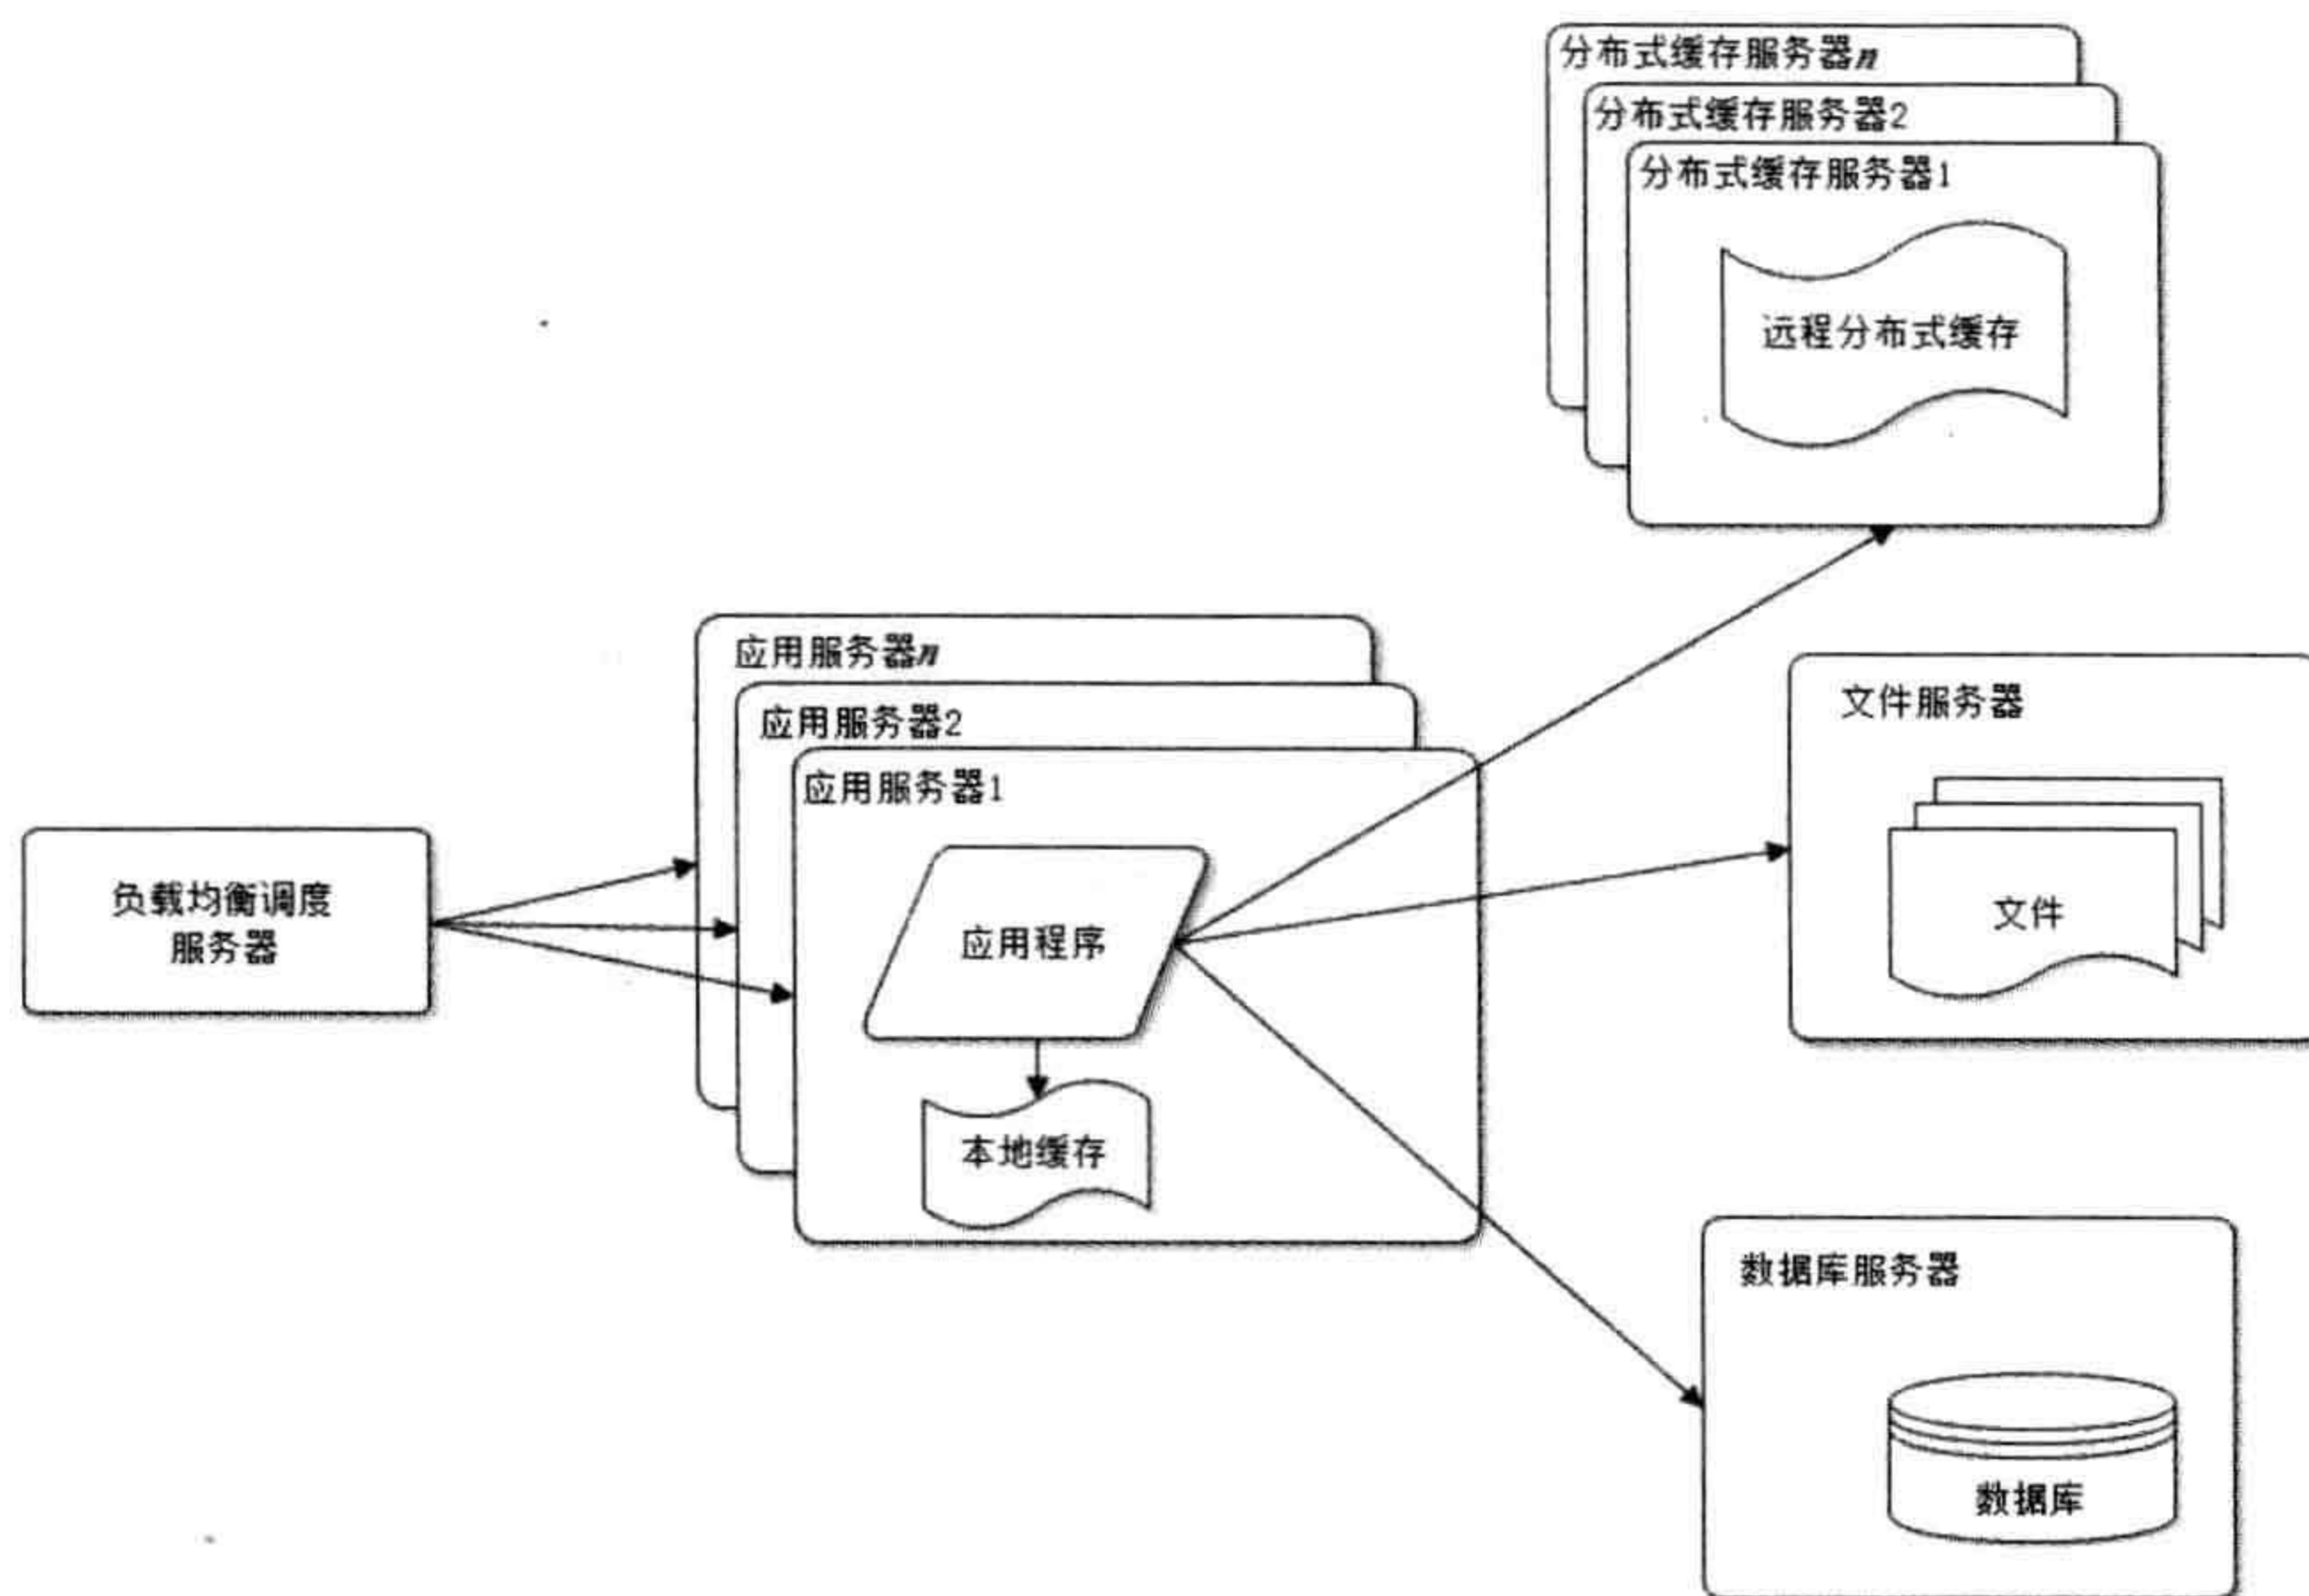 分布式缓存服务器n
分布式缓存服务器2
分布式缓存服务器1
远程分布式缓存
应用服务器n
应用服务器2
应用服务器1
文件服务器
负载均衡调度
服务器
应用程序
文件
本地缓存
数据库服务器
数据库